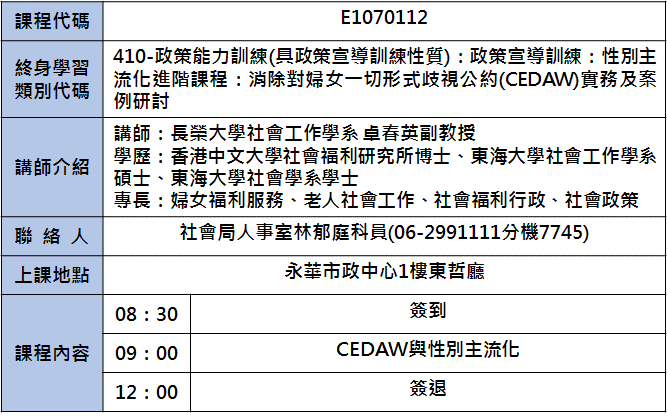 課程代碼
E1070112
終身學習
類別代碼
410-政策能力訓練(具政策宣導訓練性質)：政策宣導訓練：性別主
流化進階課程：消除對婦女一切形式歧視公約(CEDAW)實務及案
例研討
講師介紹
講師：長榮大學社會工作學系 卓春英副教授
學歷：香港中文大學社會福利研究所博士、東海大學社會工作學系
碩士、東海大學社會學系學士
專長：婦女福利服務、老人社會工作、社會福利行政、社會政策
聯 絡 人
社會局人事室林郁庭科員(06-2991111分機7745)
上課地點
永華市政中心1樓東哲廳
課程內容
08：30 簽到
09：00 CEDAW與性別主流化
12：00 簽退